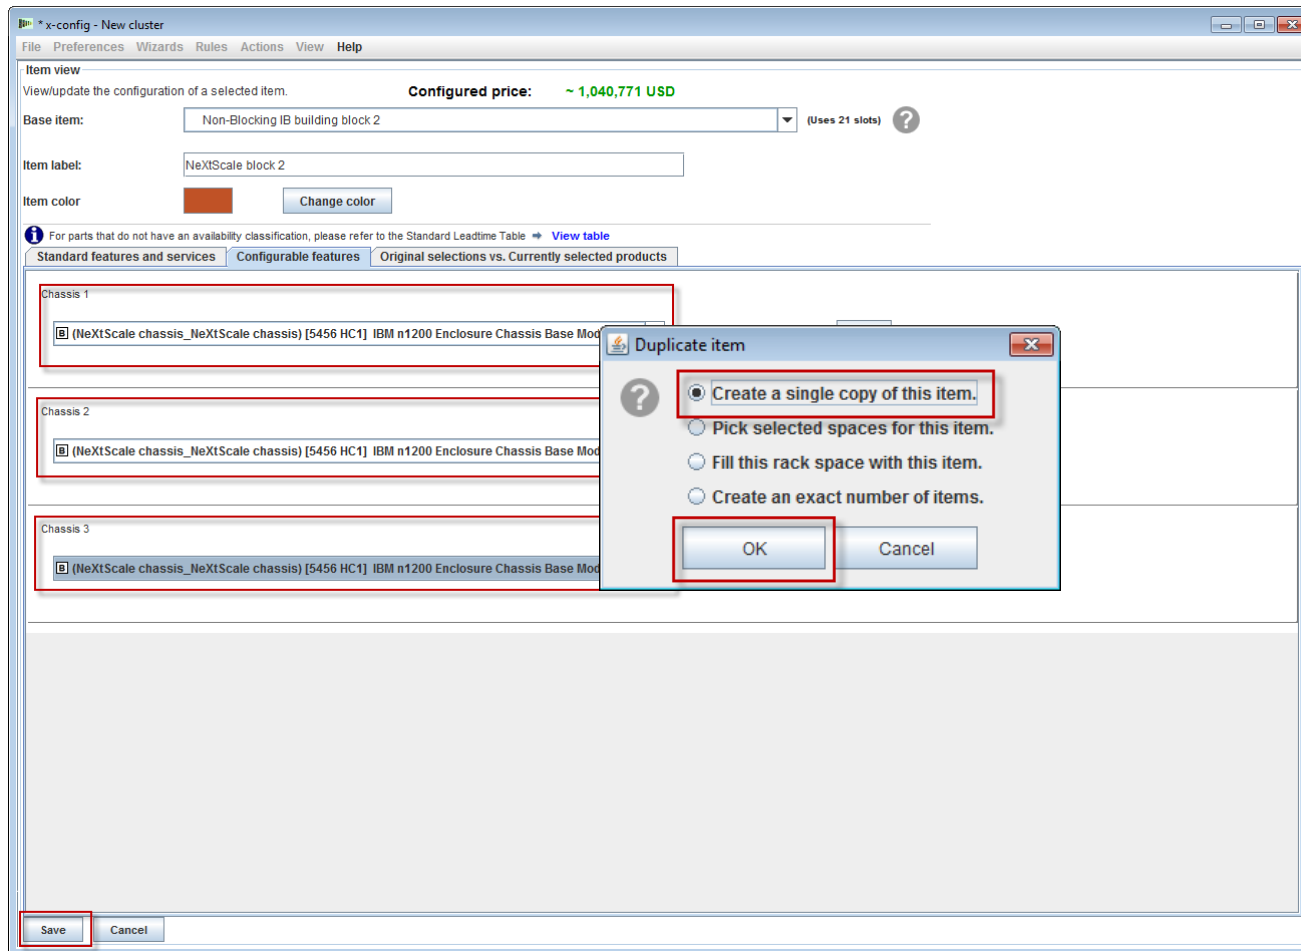 * x-config - New cluster
File Preferences Wizards Rules Actions View Help
Item view
View/update the configuration of a selected item. Configured price: ~ 1,040,771 USD
Base item: Non-Blocking IB building block 2 (Uses 21 slots)
Item label: NeXtScale block 2
Item color Change color
For parts that do not have an availability classification, please refer to the Standard Leadtime Table View table
Standard features and services Configurable features Original selections vs. Currently selected products
Chassis 1
B (NeXtScale chassis_NeXtScale chassis) [5456 HC1] IBM n1200 Enclosure Chassis Base Mod
Duplicate item
Create a single copy of this item.
Chassis 2
Pick selected spaces for this item.
B (NeXtScale chassis_NeXtScale chassis) [5456 HC1] IBM n1200 Enclosure Chassis Base Mod
Fill this rack space with this item.
Create an exact number of items.
Chassis 3
OK Cancel
B (NeXtScale chassis_NeXtScale chassis) [5456 HC1] IBM n1200 Enclosure Chassis Base Mod
Save Cancel